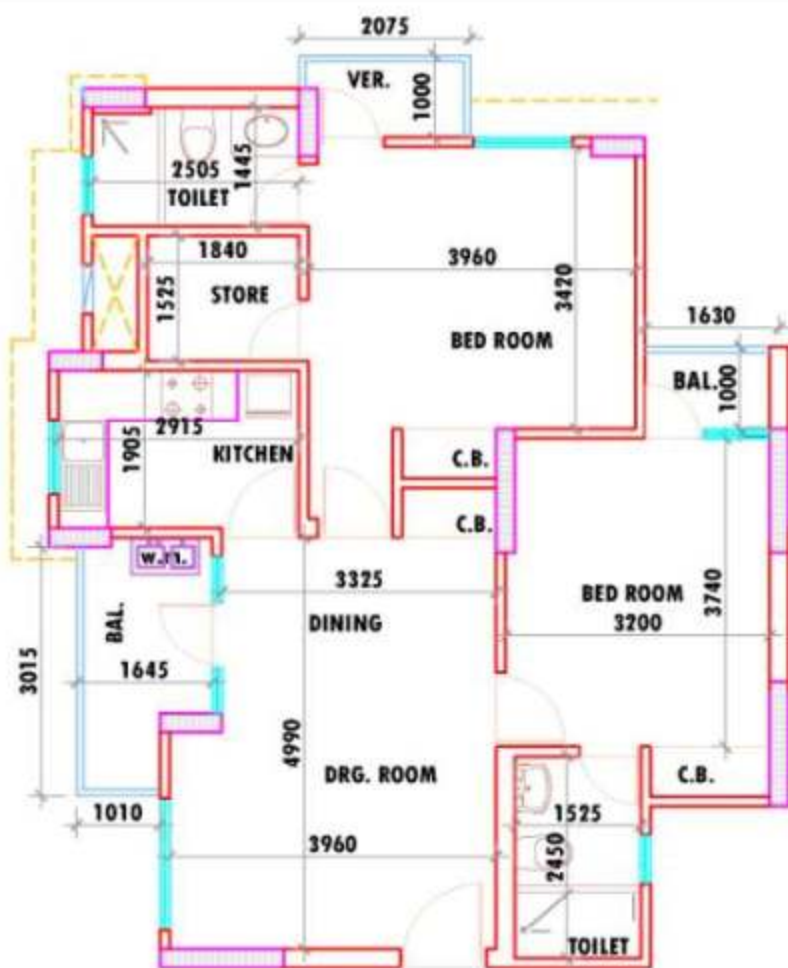 2075
VER.
1000
2505
TOILET
1445
1840
STORE
1525
3960
3420
BED ROOM
1630
BAL.
1000
2915
1905
KITCHEN
C.B.
C.B.
W.M.
3325
DINING
BED ROOM
3200
3740
BAL.
1645
3015
4990
DRG. ROOM
C.B.
1010
3960
1525
2450
TOILET